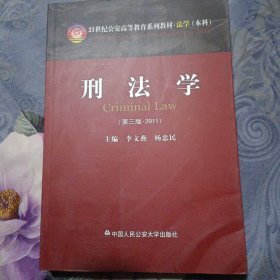 21世纪公安高等教育系列教材·法学(本科)
刑法学
Criminal Law
(第三版·2011)
主编 李文燕 杨忠民
中国人民公安大学出版社